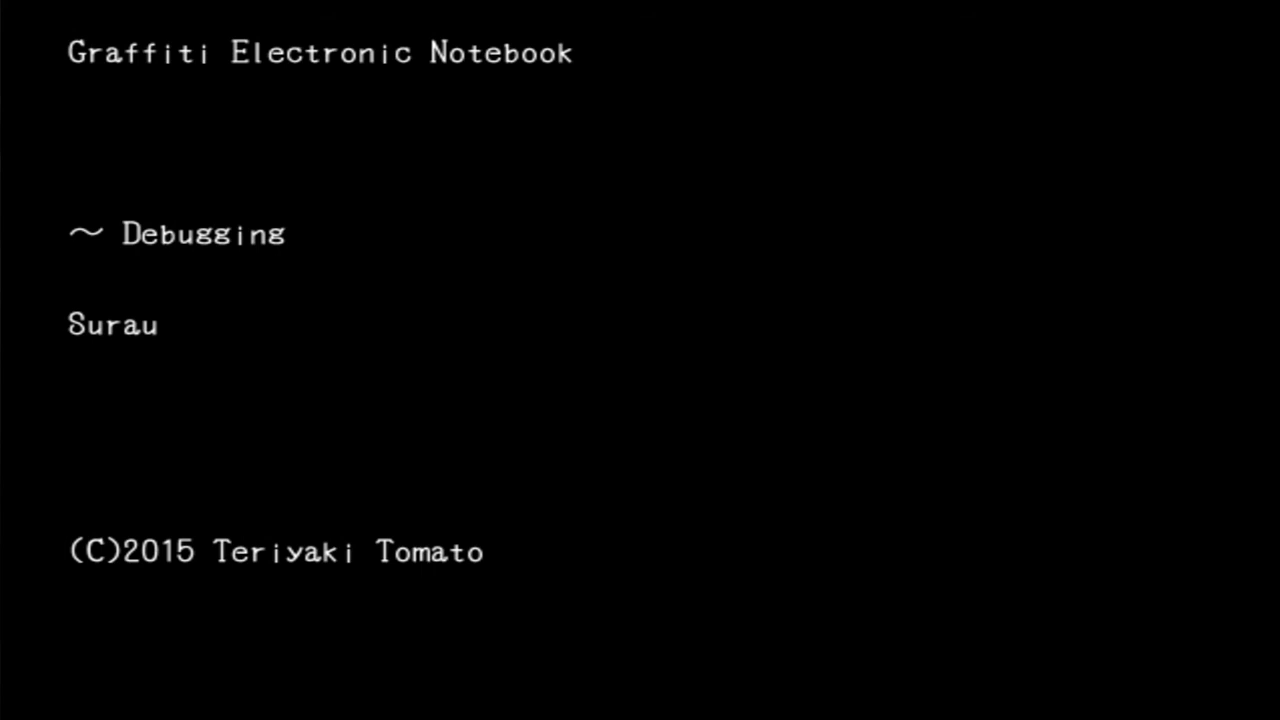 Graffiti Electronic Notebook
～ Debugging
Surau
(C)2015 Teriyaki Tomato